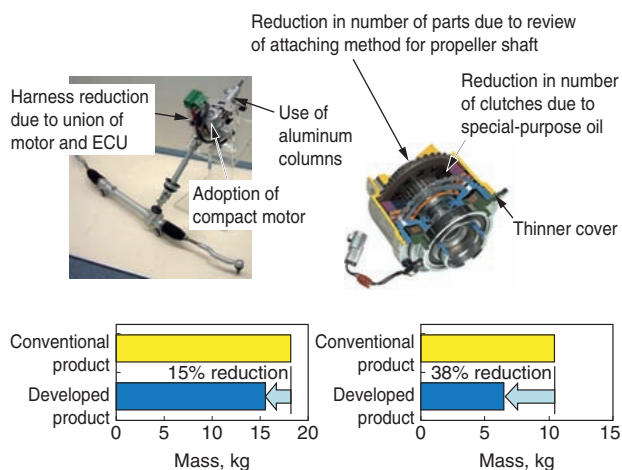 Reduction in number of parts due to review
of attaching method for propeller shaft
Harness reduction
due to union of
motor and ECU
Use of
aluminum
columns
Adoption of
compact motor
Reduction in number
of clutches due to
special-purpose oil
Thinner cover
Conventional
product
15% reduction
Developed
product
0 5 10 15 20
Mass, kg
Conventional
product
38% reduction
Developed
product
0 5 10 15
Mass, kg